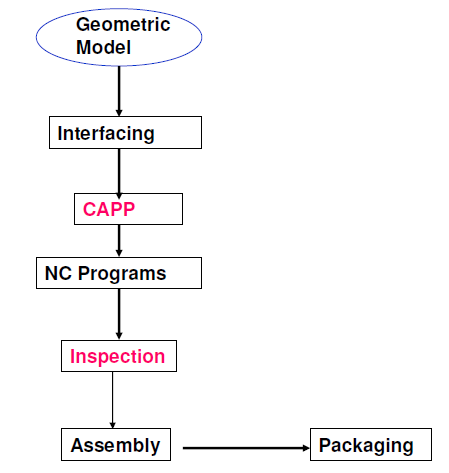 Geometric
Model
Interfacing
CAPP
NC Programs
Inspection
Assembly
Packaging